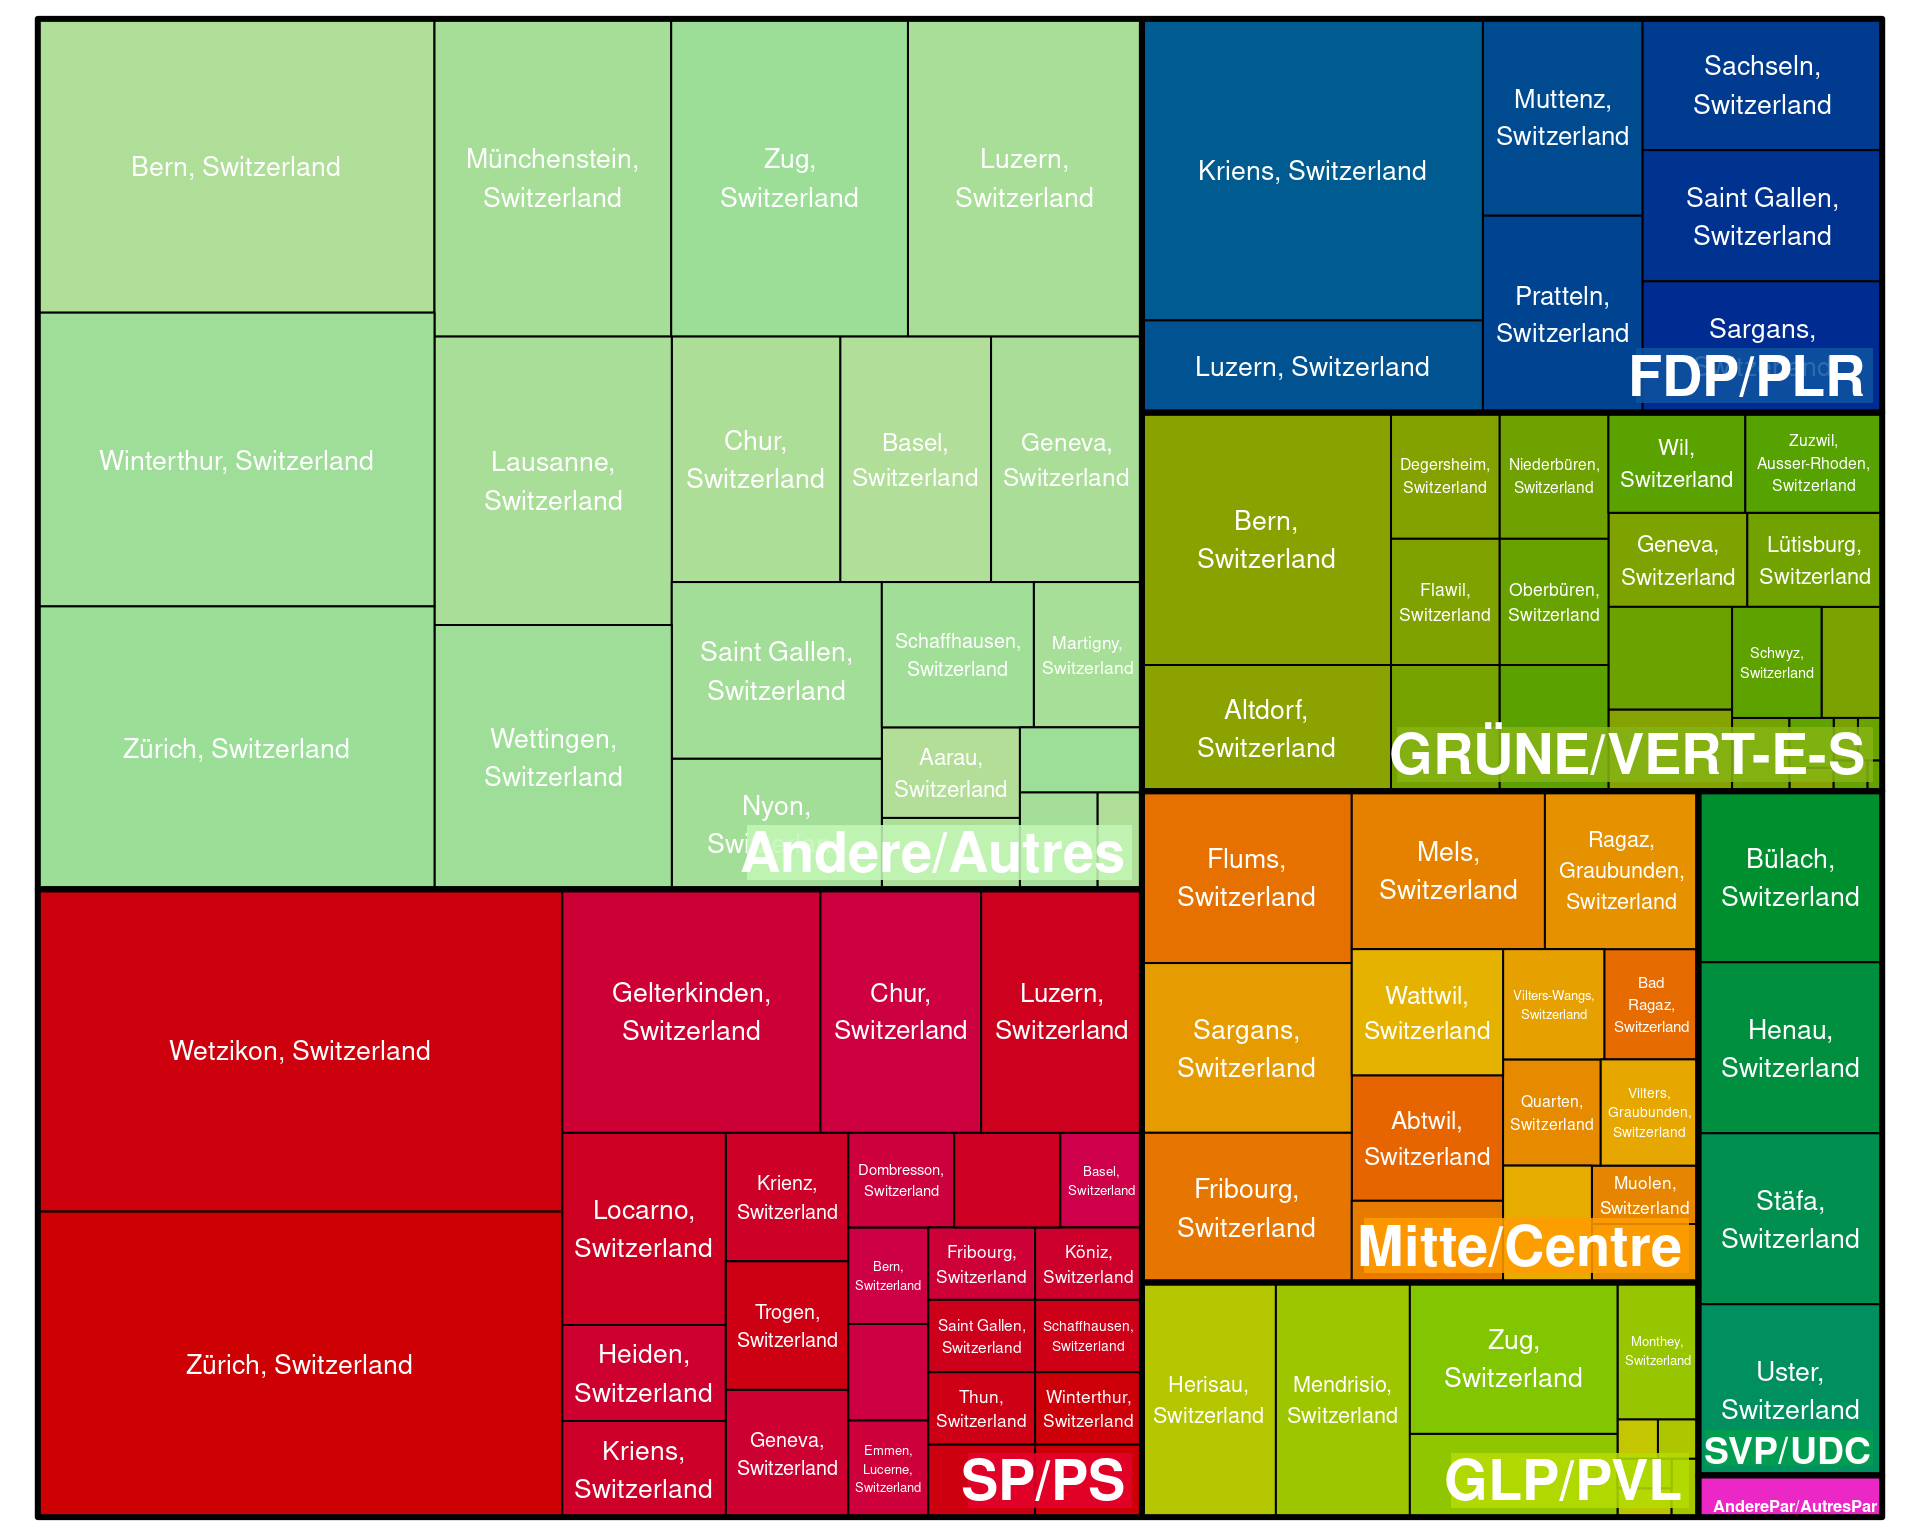 Bern, Switzerland
Winterthur, Switzerland
Zürich, Switzerland
Münchenstein,
Switzerland
Zug,
Switzerland
Luzern,
Switzerland
Lausanne,
Switzerland
Wettingen,
Switzerland
Chur,
Switzerland
Basel,
Switzerland
Geneva,
Switzerland
Saint Gallen,
Switzerland
Schaffhausen,
Switzerland
Martigny,
Switzerland
Nyon,
Aarau,
Switzerland
Andere/Autres
Wetzikon, Switzerland
Zürich, Switzerland
Gelterkinden,
Switzerland
Chur,
Switzerland
Luzern,
Switzerland
Locarno,
Switzerland
Heiden,
Switzerland
Kriens,
Switzerland
Krienz,
Switzerland
Trogen,
Switzerland
Geneva,
Switzerland
Dombresson,
Switzerland
Basel,
Switzerland
Bern,
Switzerland
Fribourg,
Switzerland
Köniz,
Switzerland
Saint Gallen,
Switzerland
Schaffhausen,
Switzerland
Thun,
Switzerland
Winterthur,
Switzerland
Emmen,
Lucerne,
Switzerland
SP/PS
Kriens, Switzerland
Luzern, Switzerland
Muttenz,
Switzerland
Pratteln,
Switzerland
Sachseln,
Switzerland
Saint Gallen,
Switzerland
Sargans,
FDP/PLR
Bern,
Switzerland
Altdorf,
Switzerland
Degersheim,
Switzerland
Niederbüren,
Switzerland
Flawil,
Switzerland
Oberbüren,
Switzerland
Wil,
Switzerland
Zuzwil,
Ausser-Rhoden,
Switzerland
Geneva,
Switzerland
Lütisburg,
Switzerland
Schwyz,
Switzerland
GRÜNE/VERT-E-S
Flums,
Switzerland
Sargans,
Switzerland
Fribourg,
Switzerland
Mels,
Switzerland
Ragaz,
Graubunden,
Switzerland
Wattwil,
Switzerland
Abtwil,
Switzerland
Vilters-Wangs,
Switzerland
Bad
Ragaz,
Switzerland
Quarten,
Switzerland
Vilters,
Graubunden,
Switzerland
Muolen,
Switzerland
Mitte/Centre
Herisau,
Switzerland
Mendrisio,
Switzerland
Zug,
Switzerland
Monthey,
Switzerland
GLP/PVL
Bülach,
Switzerland
Henau,
Switzerland
Stäfa,
Switzerland
Uster,
Switzerland
SVP/UDC
AnderePar/AutresPar